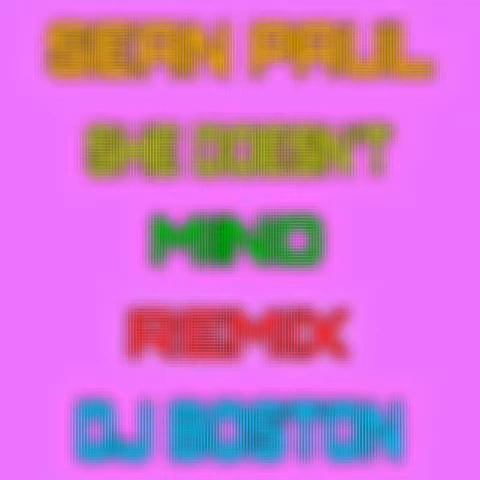 SEAN PAUL
SHE DOESN'T
MIND
REMIX
DJ BOSTON